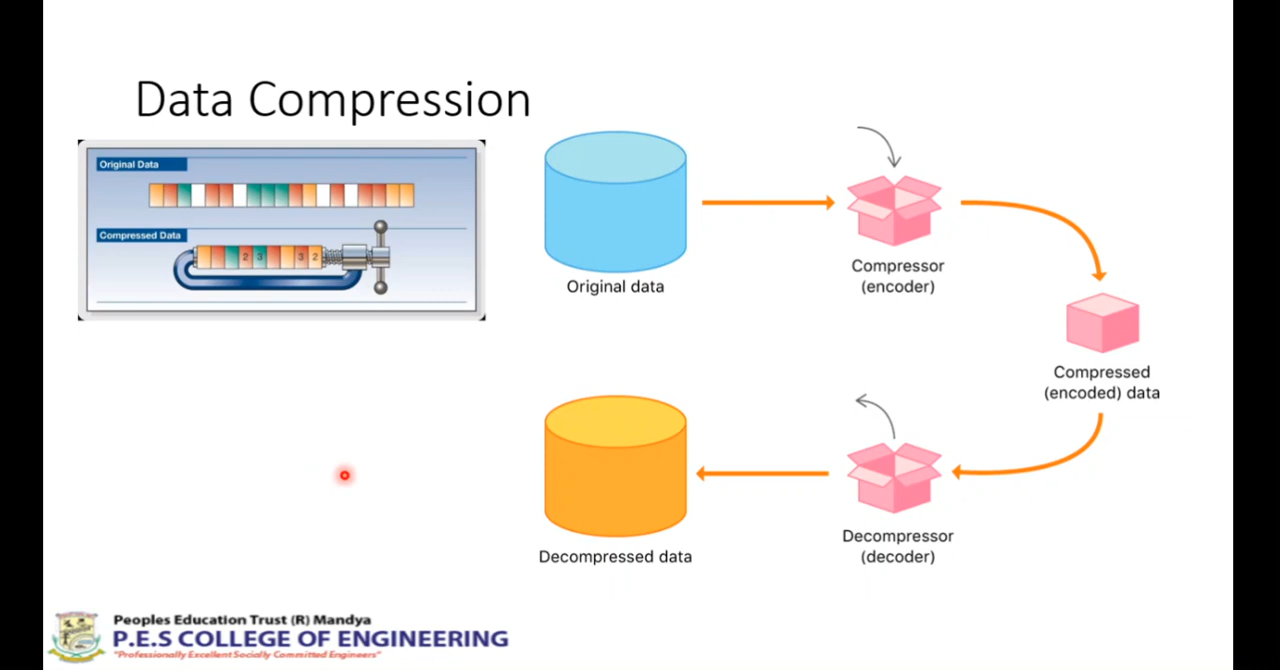 Data Compression
Original Data
Compressed Data
2 3 3 2
Original data
Compressor
(encoder)
Compressed
(encoded) data
Decompressor
(decoder)
Decompressed data
Peoples Education Trust (R) Mandya
P.E.S COLLEGE OF ENGINEERING
"Professionally Excellent Socially Committed Engineers"